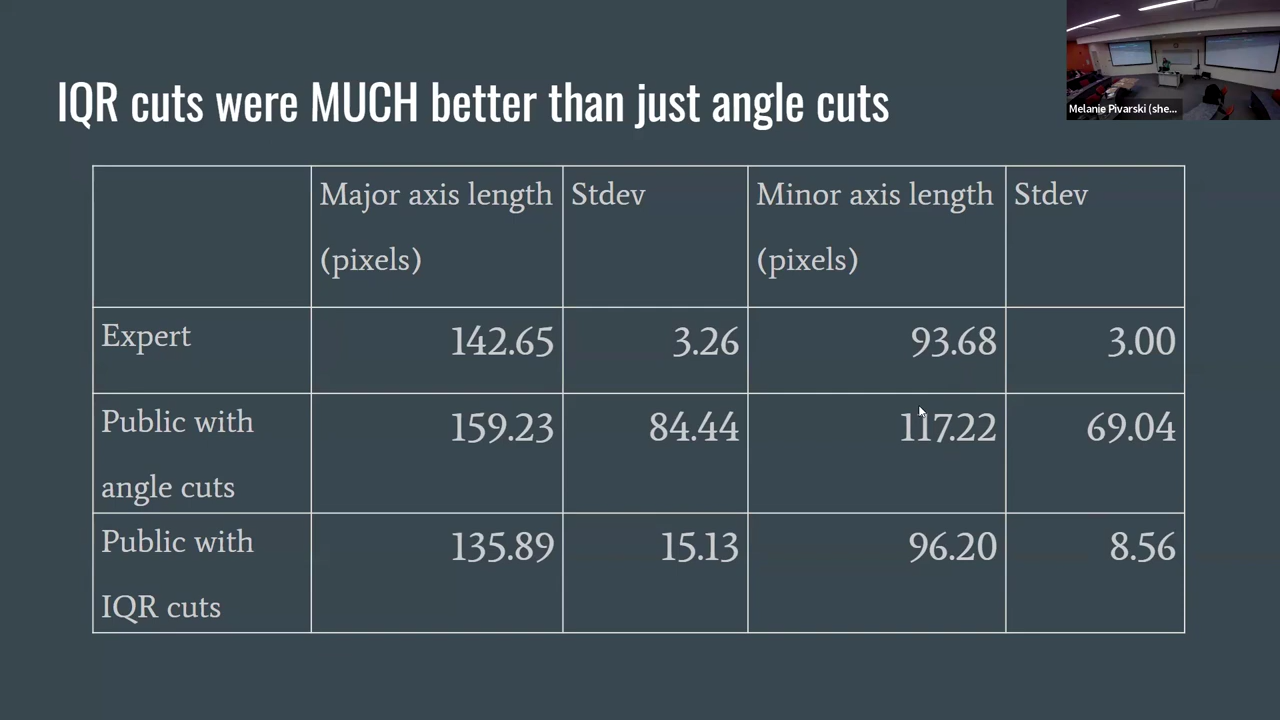 Melanie Pivarski (she...
IQR cuts were MUCH better than just angle cuts
Major axis length (pixels) Stdev Minor axis length (pixels) Stdev
Expert 142.65 3.26 93.68 3.00
Public with angle cuts 159.23 84.44 117.22 69.04
Public with IQR cuts 135.89 15.13 96.20 8.56